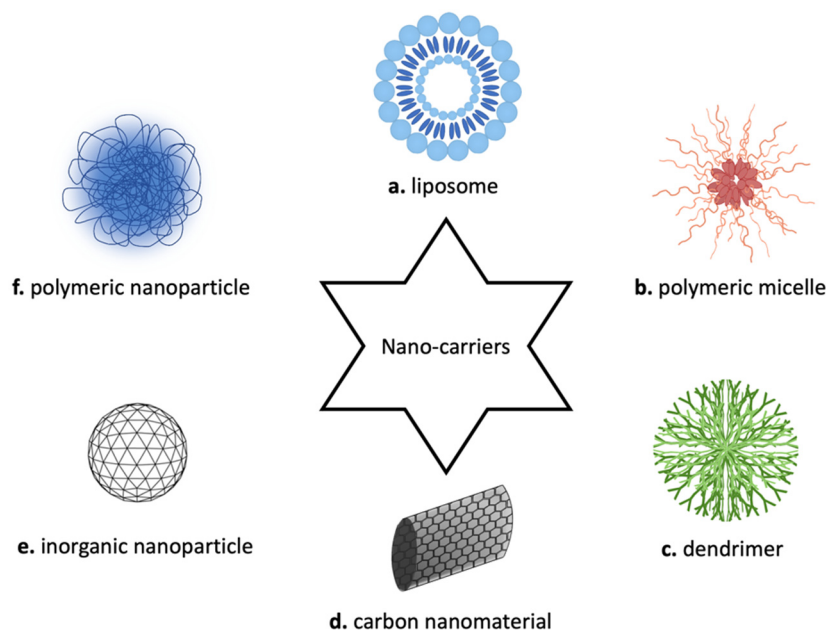 a. liposome
f. polymeric nanoparticle
b. polymeric micelle
Nano-carriers
e. inorganic nanoparticle
c. dendrimer
d. carbon nanomaterial